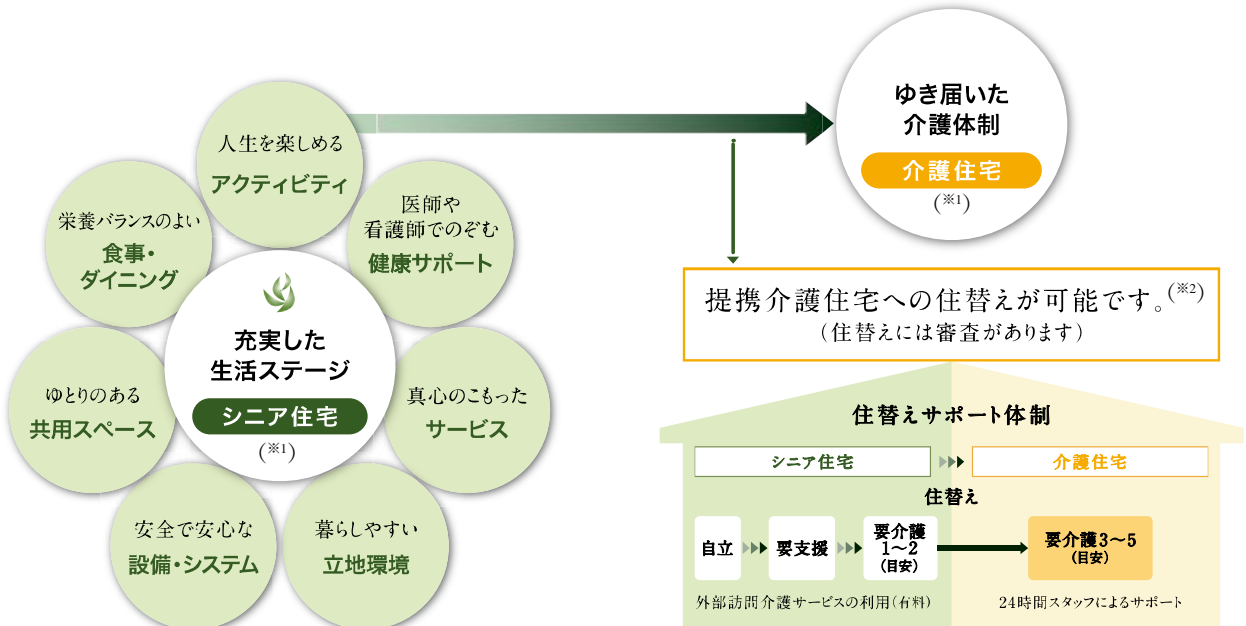 人生を楽しめる
アクティビティ
医師や
看護師でのぞむ
健康サポート
真心のこもった
サービス
暮らしやすい
立地環境
安全で安心な
設備・システム
ゆとりのある
共用スペース
栄養バランスのよい
食事・
ダイニング
充実した
生活ステージ
シニア住宅
(※1)
ゆき届いた
介護体制
介護住宅
(※1)
提携介護住宅への住替えが可能です。(※2)
(住替えには審査があります)
住替えサポート体制
シニア住宅
介護住宅
住替え
自立
要支援
要介護
1〜2
(目安)
要介護3〜5
(目安)
外部訪問介護サービスの利用(有料)
24時間スタッフによるサポート